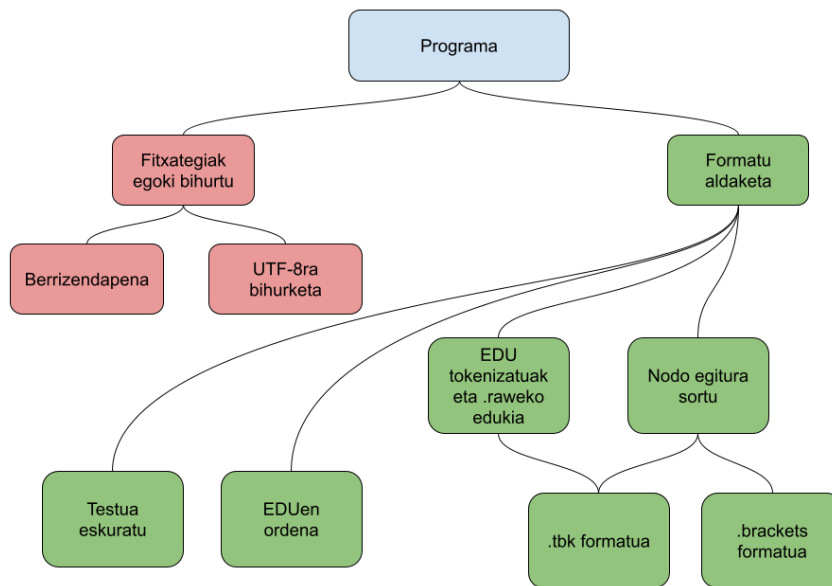 Programa
Fitxategiak
egoki bihurtu
Formatu
aldaketa
Berrizendapena
UTF-8ra
bihurketa
EDU
tokenizatuak
eta .raweko
edukia
Nodo egitura
sortu
Testua
eskuratu
EDUen
ordena
.tbk formatua
.brackets
formatua